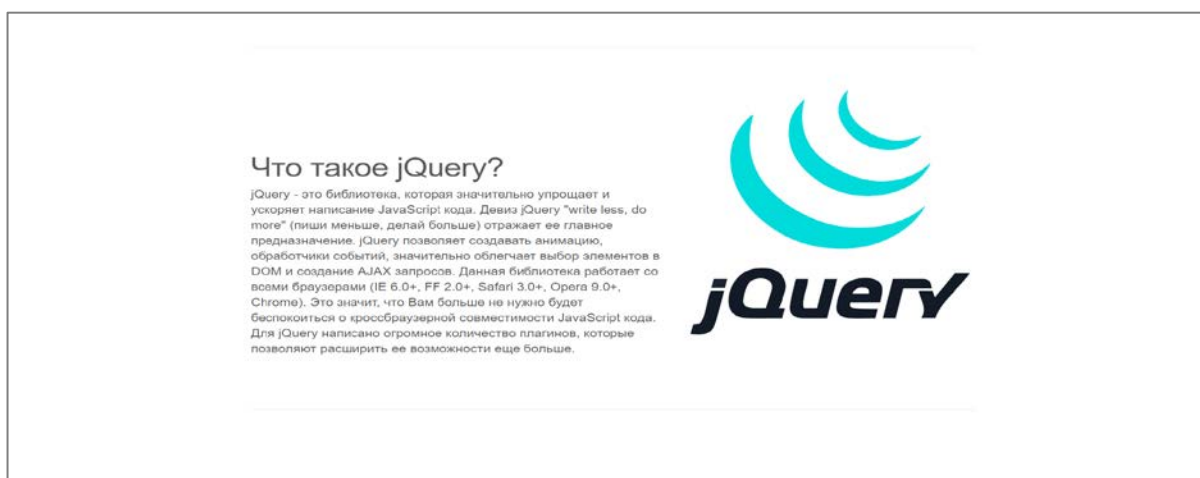 Что такое jQuery?
jQuery - это библиотека, которая значительно упрощает и
ускоряет написание JavaScript кода. Девиз jQuery "write less, do
more" (пиши меньше, делай больше) отражает ее главное
предназначение. jQuery позволяет создавать анимацию,
обработчики событий, значительно облегчает выбор элементов в
DOM и создание AJAX запросов. Данная библиотека работает со
всеми браузерами (IE 6.0+, FF 2.0+, Safari 3.0+, Opera 9.0+,
Chrome). Это значит, что Вам больше не нужно будет
беспокоиться о кроссбраузерной совместимости JavaScript кода.
Для jQuery написано огромное количество плагинов, которые
позволяют расширить ее возможности еще больше.
jQuery